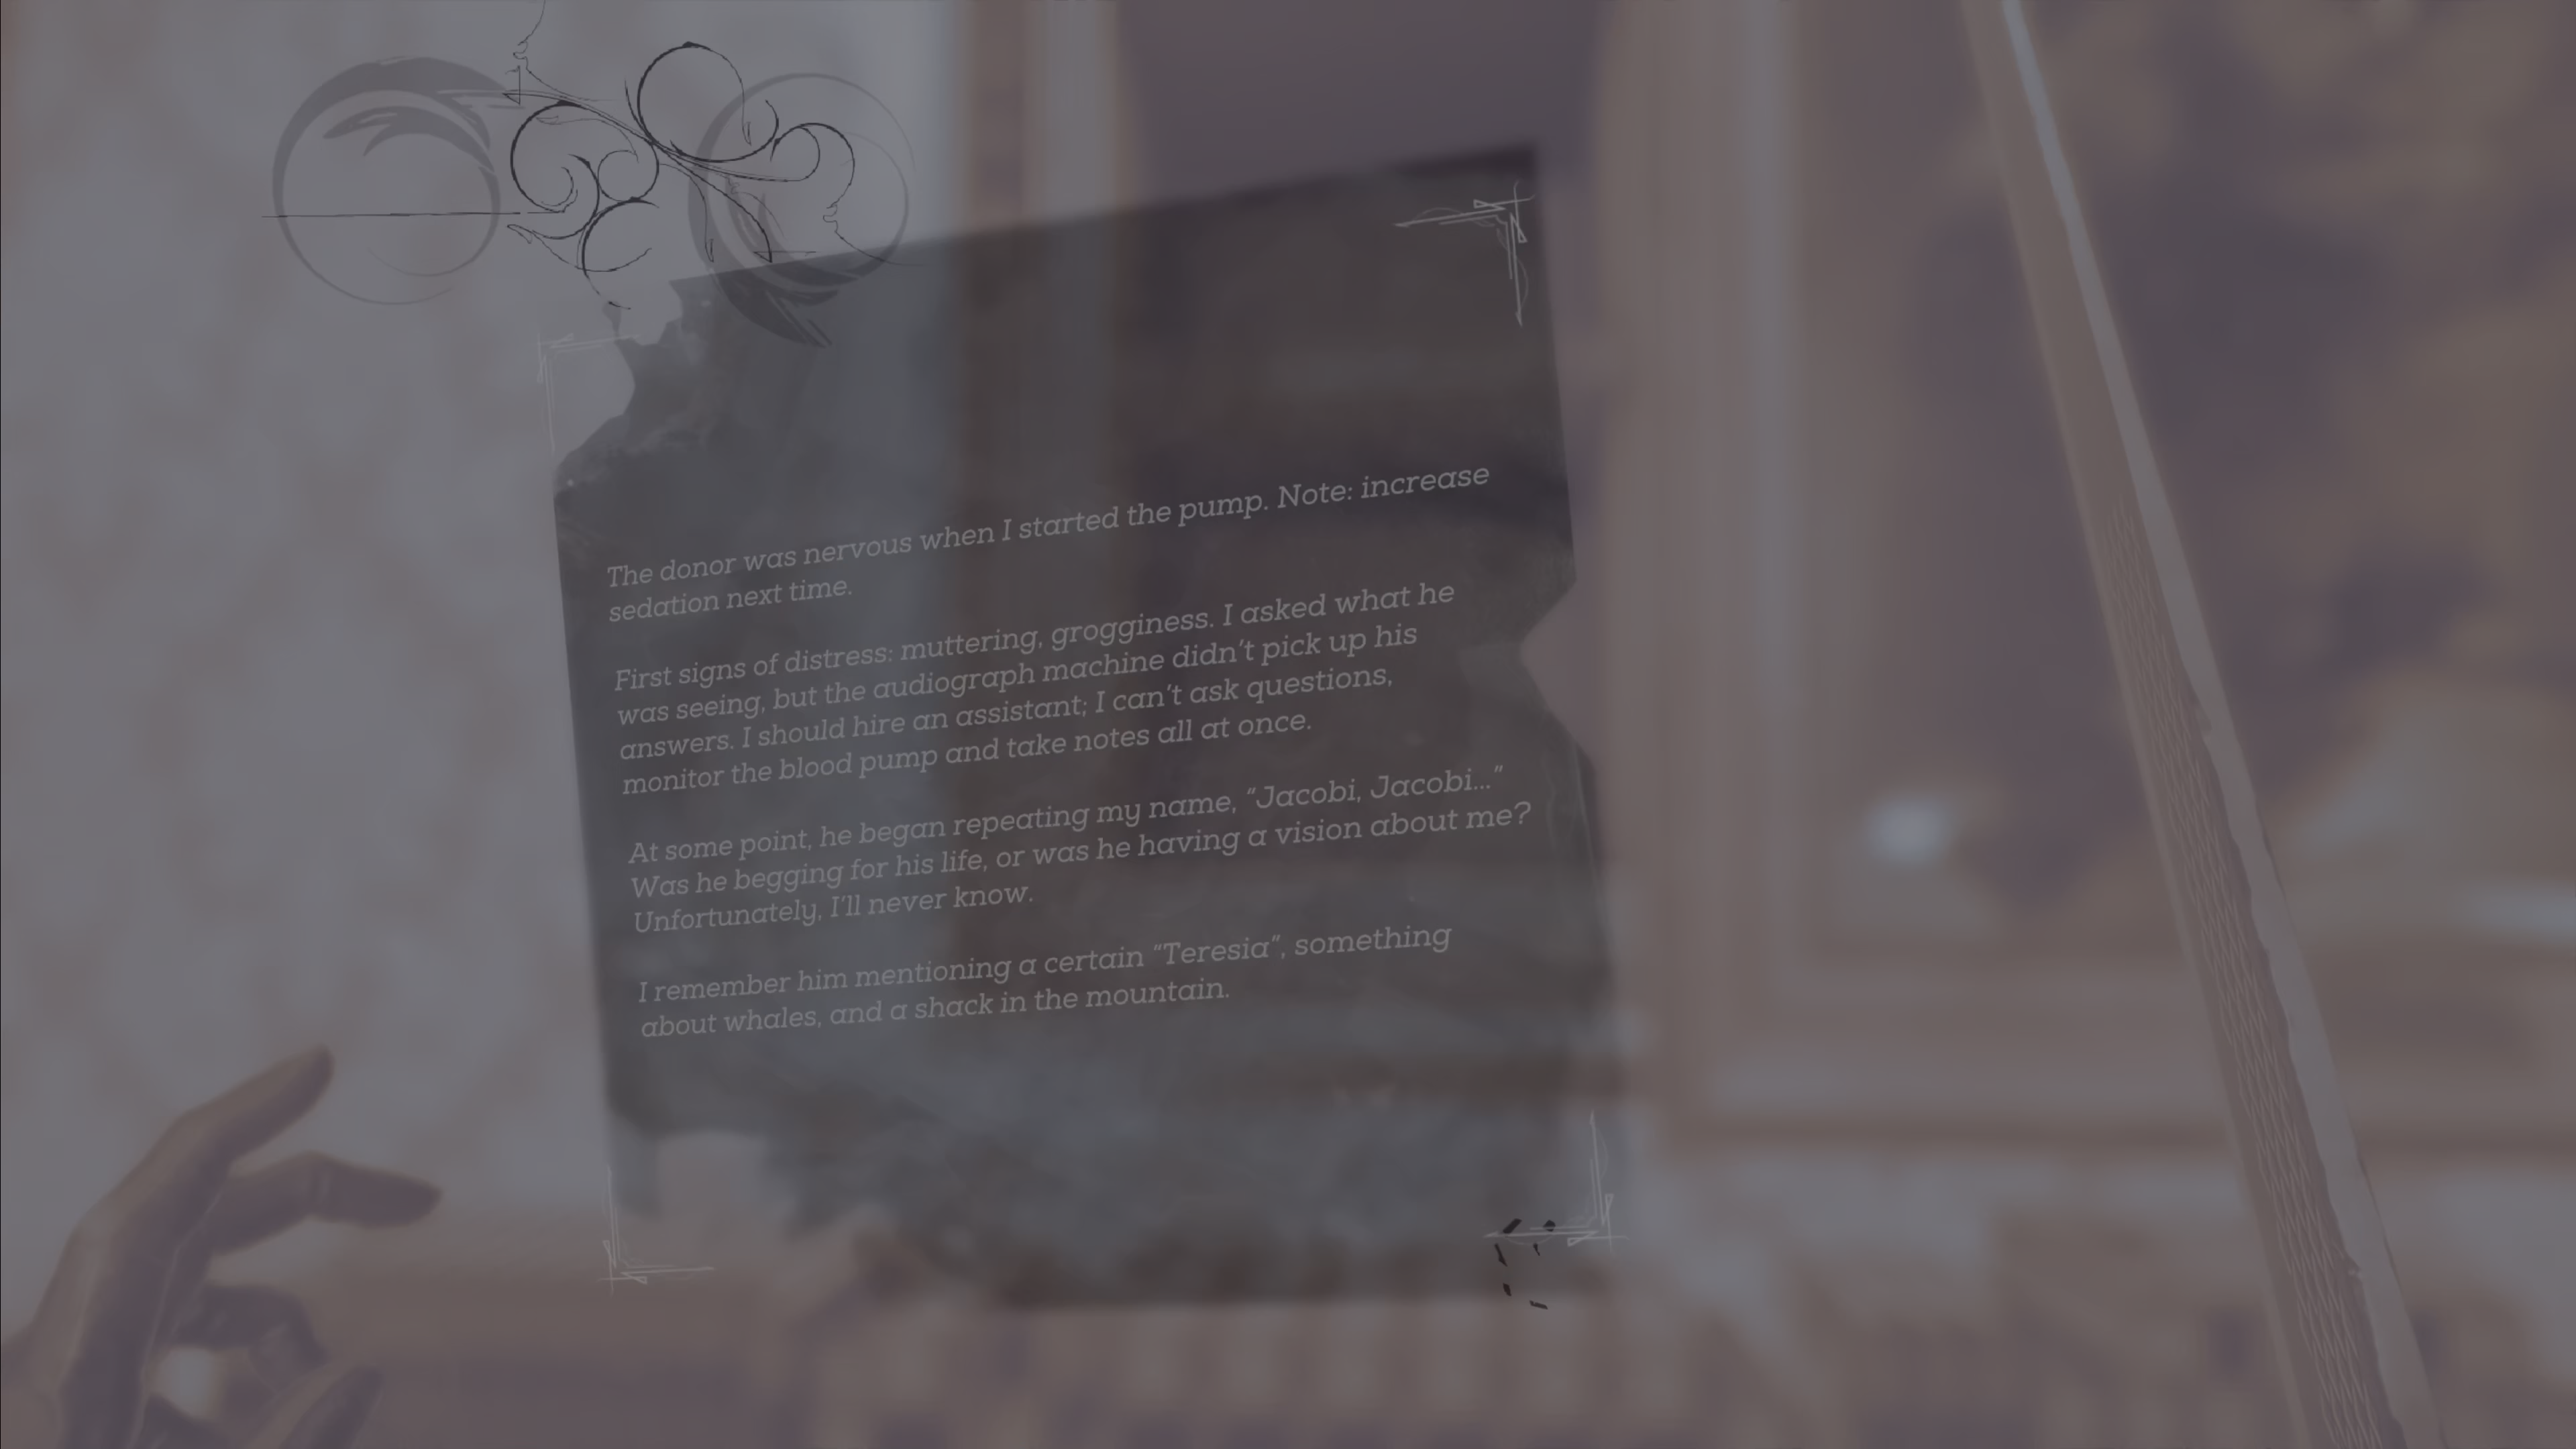 The donor was nervous when I started the pump. Note: increase
sedation next time.
First signs of distress: muttering, grogginess. I asked what he
was seeing, but the audiograph machine didn't pick up his
answers. I should hire an assistant; I can't ask questions,
monitor the blood pump and take notes all at once.
At some point, he began repeating my name, “Jacobi, Jacobi...”
Was he begging for his life, or was he having a vision about me?
Unfortunately, I'll never know.
I remember him mentioning a certain “Teresia”, something
about whales, and a shack in the mountain.